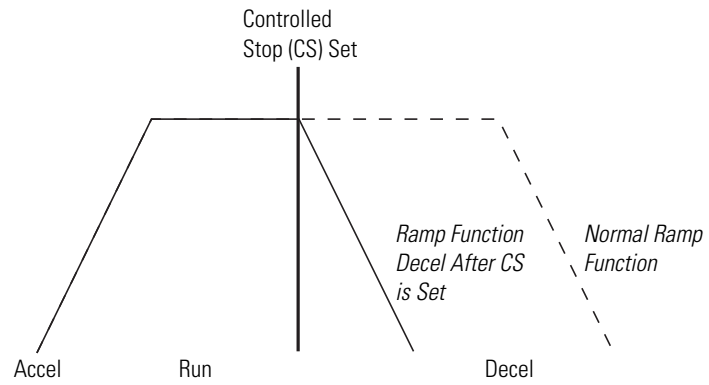 Controlled
Stop (CS) Set
Ramp Function
Decel After CS
is Set
Normal Ramp
Function
Accel
Run
Decel